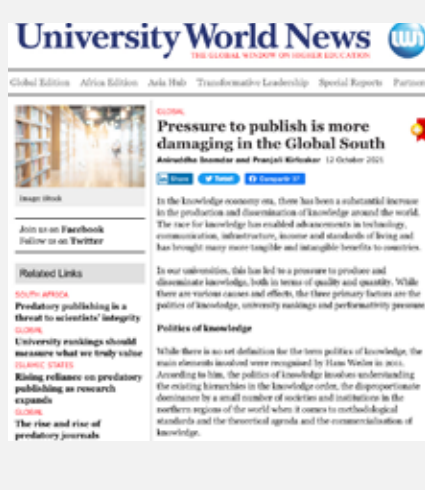 University World News
THE GLOBAL WINDOW ON HIGHER EDUCATION
Global Edition Africa Edition Asia Hub Transformative Leadership Special Reports Partner
GLOBAL
Pressure to publish is more
damaging in the Global South
Aniruddha Inamdar and Pranjali Kirloskar 12 October 2021
Share Tweet Compartir 37
In the knowledge economy era, there has been a substantial increase
in the production and dissemination of knowledge around the world.
The race for knowledge has enabled advancements in technology,
communication, infrastructure, income and standards of living and
has brought many more tangible and intangible benefits to countries.
In our universities, this has led to a pressure to produce and
disseminate knowledge, both in terms of quality and quantity. While
there are various causes and effects, the three primary factors are the
politics of knowledge, university rankings and performativity pressure
Politics of knowledge
While there is no set definition for the term politics of knowledge, the
main elements involved were recognised by Hans Weiler in 2011.
According to him, the politics of knowledge involves understanding
the existing hierarchies in the knowledge order, the disproportionate
dominance by a small number of societies and institutions in the
northern regions of the world when it comes to methodological
standards and the theoretical agenda and the commercialisation of
knowledge.
Image: iStock
Join us on Facebook
Follow us on Twitter
Related Links
SOUTH AFRICA
Predatory publishing is a
threat to scientists' integrity
GLOBAL
University rankings should
measure what we truly value
ISLAMIC STATES
Rising reliance on predatory
publishing as research
expands
GLOBAL
The rise and rise of
predatory journals